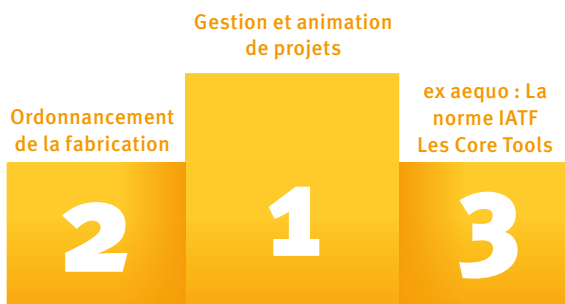 Gestion et animation
de projets
Ordonnancement
de la fabrication
ex aequo : La
norme IATF
Les Core Tools
2
1
3